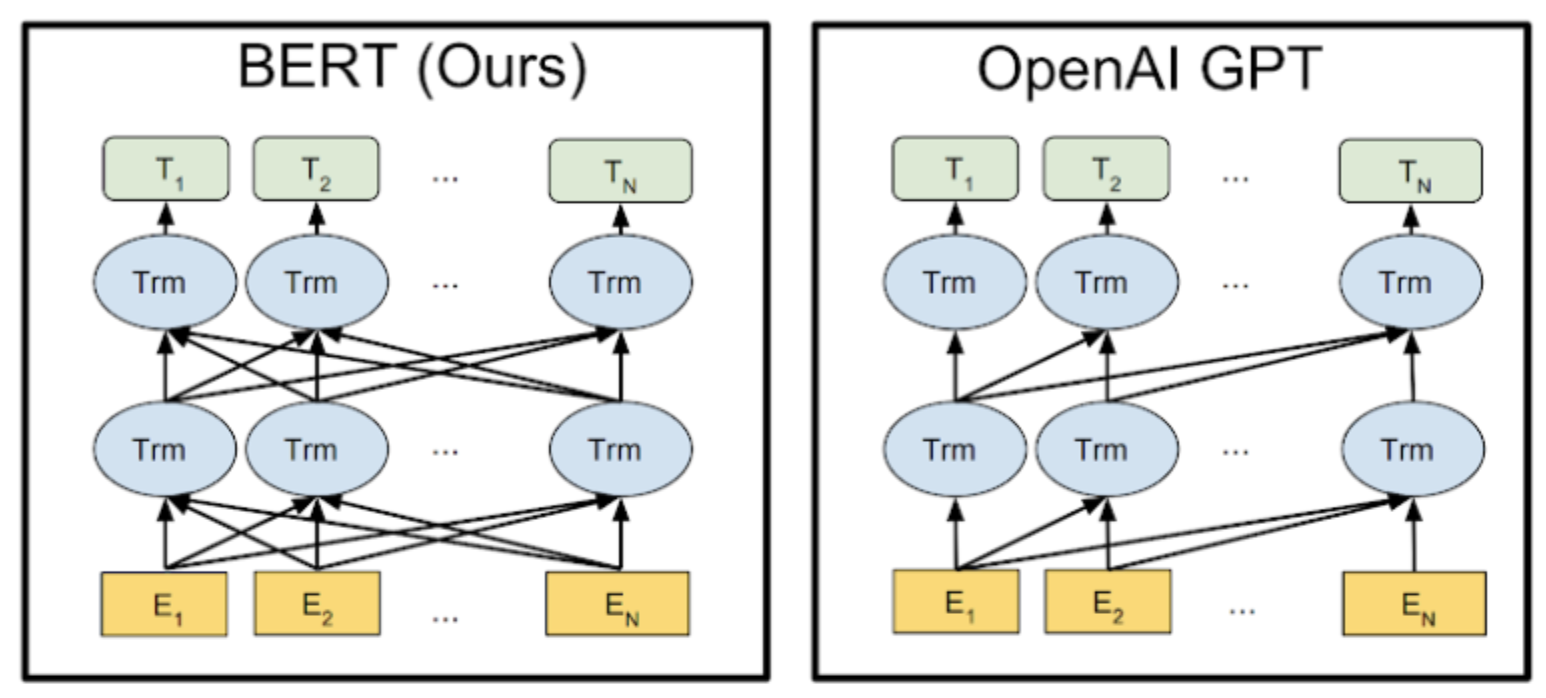 BERT (Ours)
T1 T2 ... TN
Trm Trm ... Trm
Trm Trm ... Trm
E1 E2 ... EN
OpenAI GPT
T1 T2 ... TN
Trm Trm ... Trm
Trm Trm ... Trm
E1 E2 ... EN